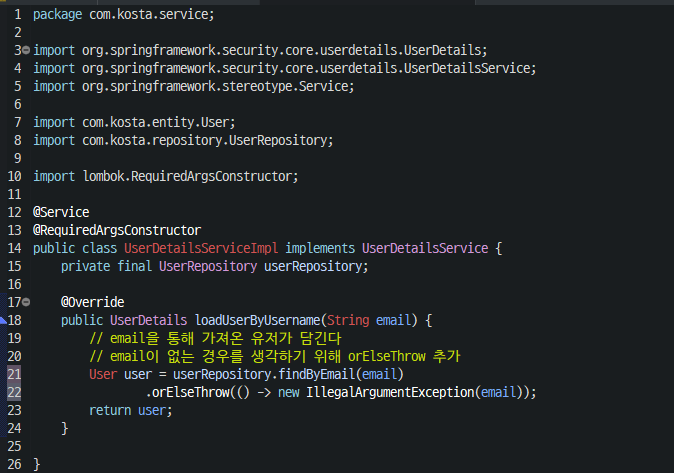 1 package com.kosta.service;
2
3 import org.springframework.security.core.userdetails.UserDetails;
4 import org.springframework.security.core.userdetails.UserDetailsService;
5 import org.springframework.stereotype.Service;
6
7 import com.kosta.entity.User;
8 import com.kosta.repository.UserRepository;
9
10 import lombok.RequiredArgsConstructor;
11
12 @Service
13 @RequiredArgsConstructor
14 public class UserDetailsServiceImpl implements UserDetailsService {
15     private final UserRepository userRepository;
16
17     @Override
18     public UserDetails loadUserByUsername(String email) {
19         // email을 통해 가져온 유저가 담긴다
20         // email이 없는 경우를 생각하기 위해 orElseThrow 추가
21         User user = userRepository.findByEmail(email)
22                 .orElseThrow(() -> new IllegalArgumentException(email));
23         return user;
24     }
25
26 }